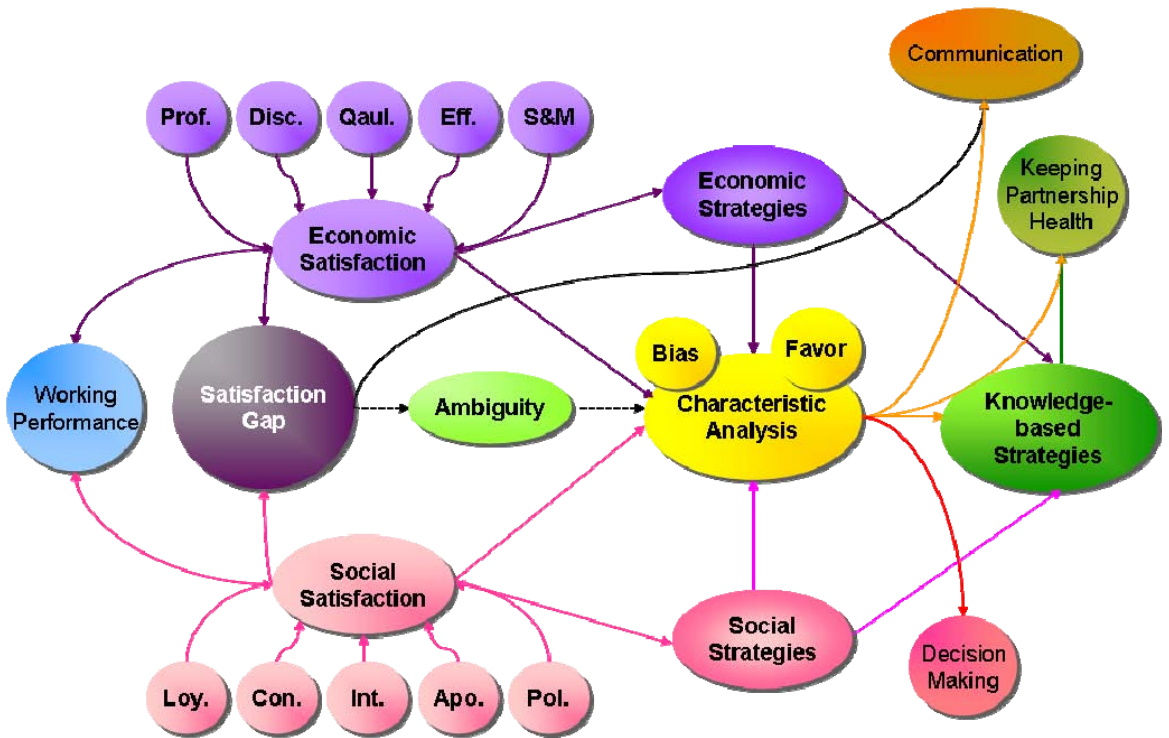 Communication
Prof.
Disc.
Qaul.
Eff.
S&M
Keeping
Partnership
Health
Economic
Strategies
Economic
Satisfaction
Bias
Favor
Working
Performance
Satisfaction
Gap
Ambiguity
Characteristic
Analysis
Knowledge-
based
Strategies
Social
Satisfaction
Social
Strategies
Decision
Making
Loy.
Con.
Int.
Apo.
Pol.